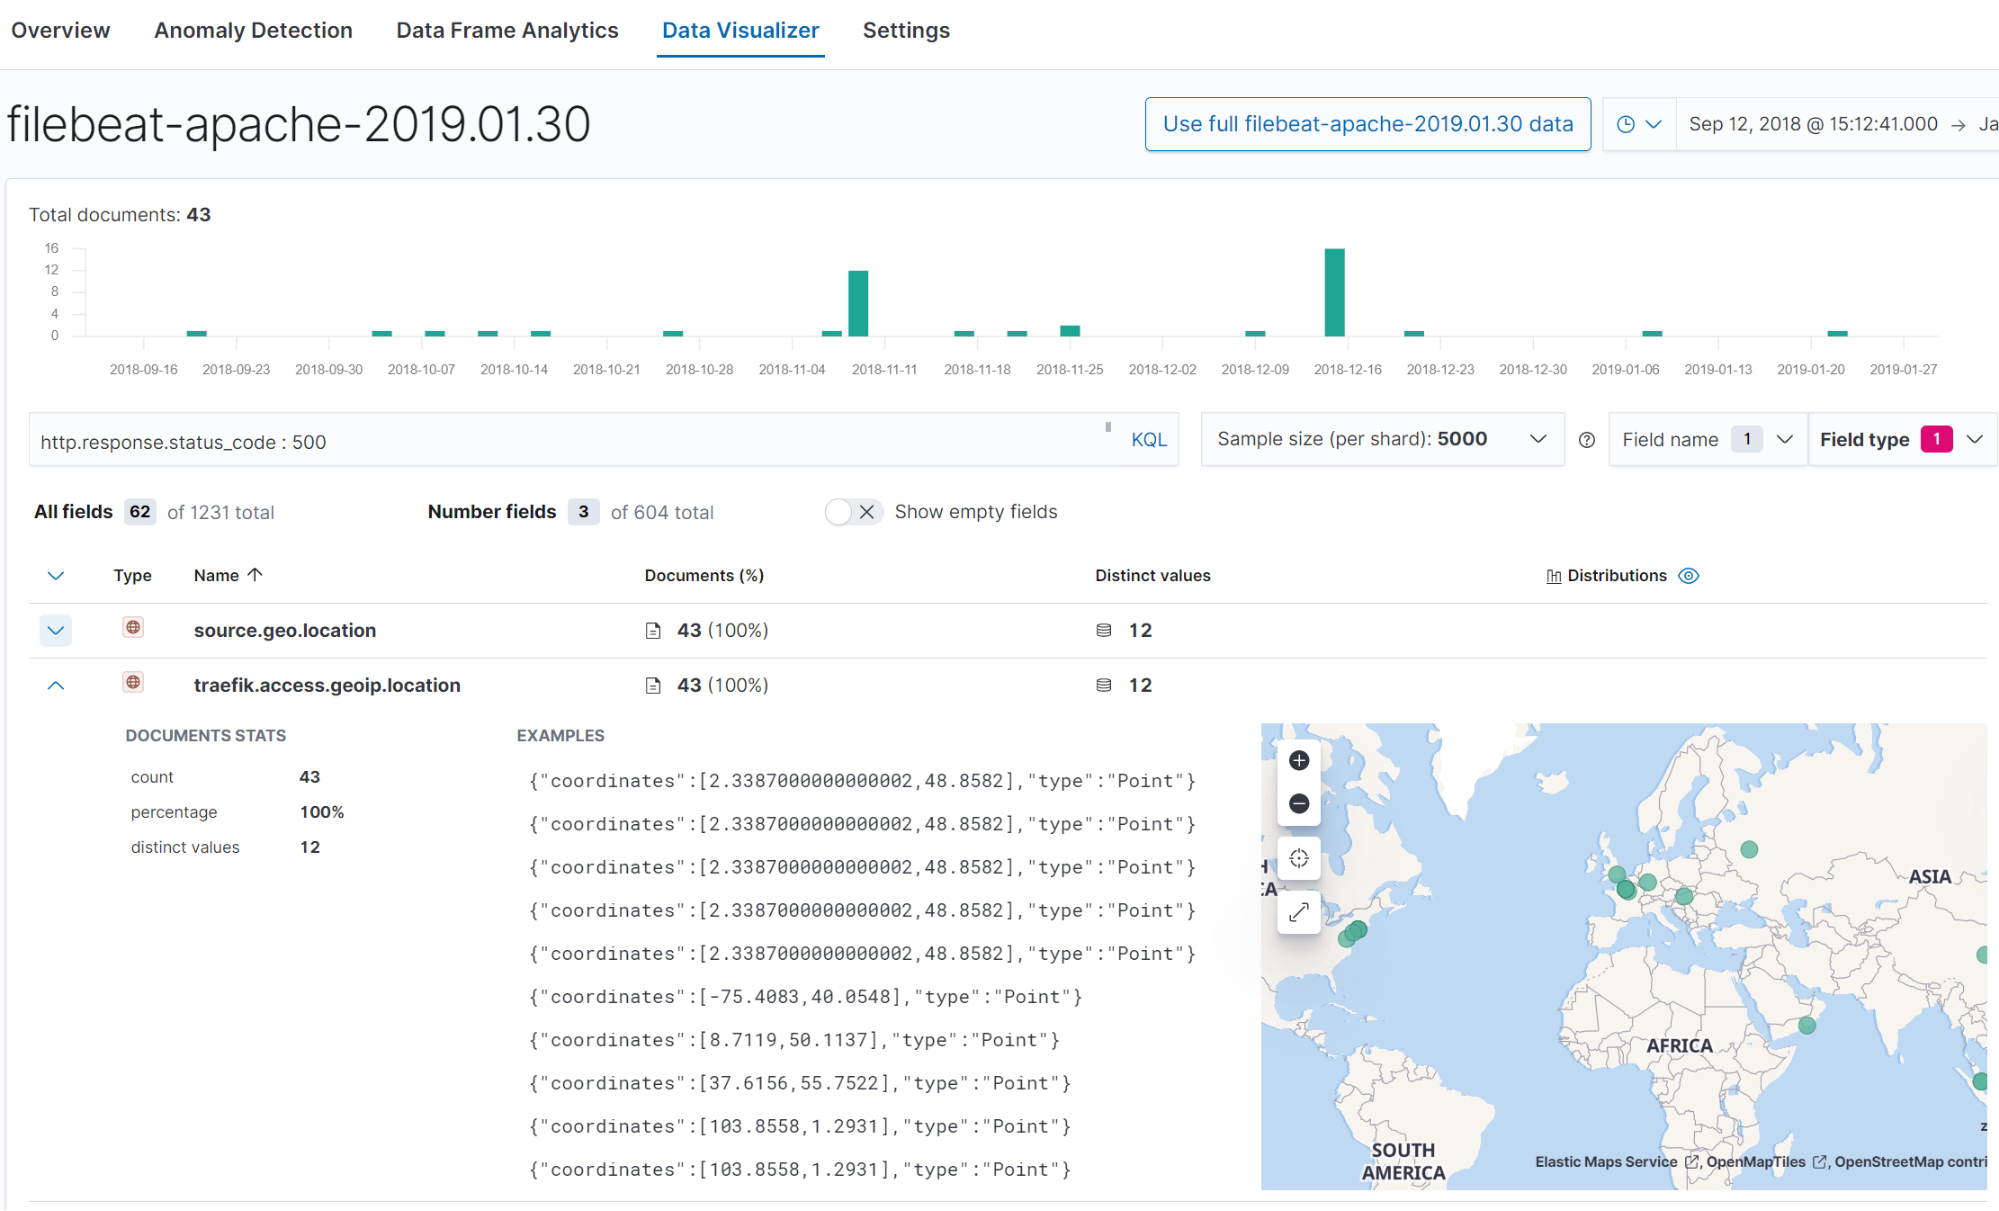 Overview Anomaly Detection Data Frame Analytics Data Visualizer Settings
filebeat-apache-2019.01.30
Use full filebeat-apache-2019.01.30 data
Sep 12, 2018 @ 15:12:41.000 → Ja
Total documents: 43
16
12
8
4
0
2018-09-16 2018-09-23 2018-09-30 2018-10-07 2018-10-14 2018-10-21 2018-10-28 2018-11-04 2018-11-11 2018-11-18 2018-11-25 2018-12-02 2018-12-09 2018-12-16 2018-12-23 2018-12-30 2019-01-06 2019-01-13 2019-01-20 2019-01-27
http.response.status_code : 500 KQL Sample size (per shard): 5000 Field name 1 Field type 1
All fields 62 of 1231 total Number fields 3 of 604 total Show empty fields
Type Name ↑ Documents (%) Distinct values Distributions
source.geo.location 43 (100%) 12
traefik.access.geoip.location 43 (100%) 12
DOCUMENTS STATS
count 43
percentage 100%
distinct values 12
EXAMPLES
{"coordinates":[2.3387000000000002,48.8582],"type":"Point"}
{"coordinates":[2.3387000000000002,48.8582],"type":"Point"}
{"coordinates":[2.3387000000000002,48.8582],"type":"Point"}
{"coordinates":[2.3387000000000002,48.8582],"type":"Point"}
{"coordinates":[2.3387000000000002,48.8582],"type":"Point"}
{"coordinates":[-75.4083,40.0548],"type":"Point"}
{"coordinates":[8.7119,50.1137],"type":"Point"}
{"coordinates":[37.6156,55.7522],"type":"Point"}
{"coordinates":[103.8558,1.2931],"type":"Point"}
{"coordinates":[103.8558,1.2931],"type":"Point"}
H
CA
ASIA
AFRICA
SOUTH
AMERICA
Elastic Maps Service , OpenMapTiles , OpenStreetMap contri